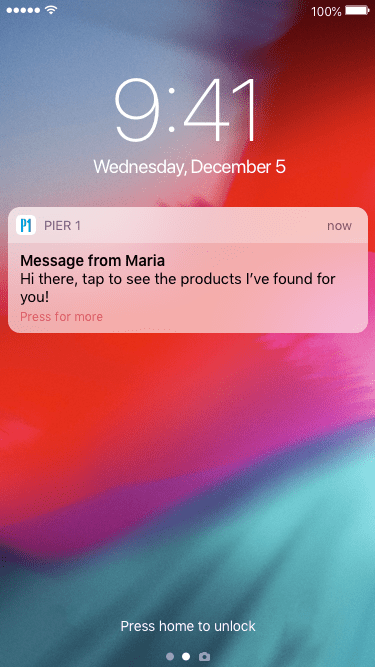 100%
9:41
Wednesday, December 5
P1 PIER 1 now
Message from Maria
Hi there, tap to see the products I’ve found for
you!
Press for more
Press home to unlock